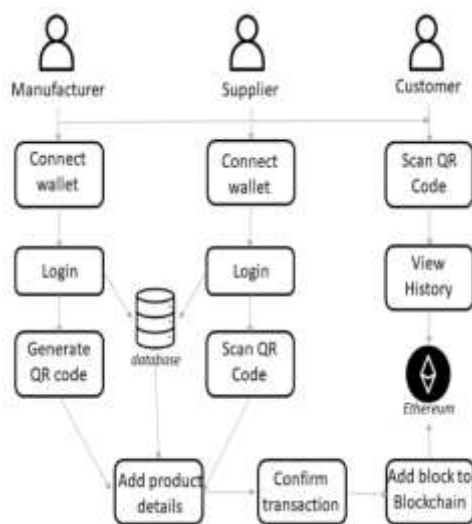 Manufacturer
Supplier
Customer
Connect
wallet
Connect
wallet
Scan QR
Code
Login
Login
View
History
database
Generate
QR code
Scan QR
Code
Ethereum
Add product
details
Confirm
transaction
Add block to
Blockchain